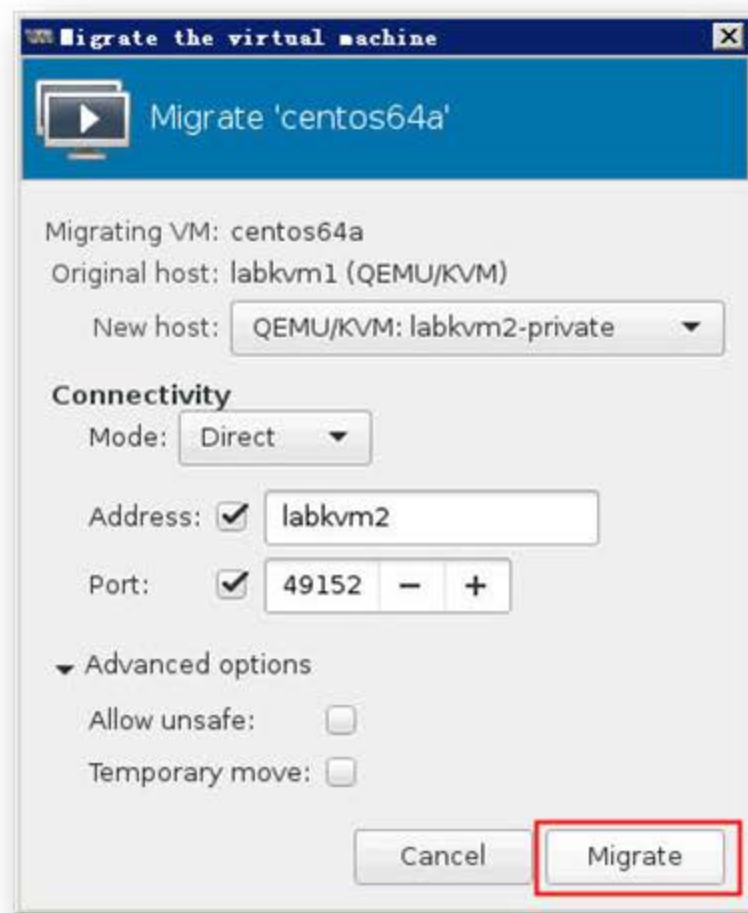 Migrate the virtual machine
Migrate 'centos64a'
Migrating VM: centos64a
Original host: labkvm1 (QEMU/KVM)
New host: QEMU/KVM: labkvm2-private
Connectivity
Mode: Direct
Address: labkvm2
Port: 49152 − +
Advanced options
Allow unsafe:
Temporary move:
Cancel Migrate